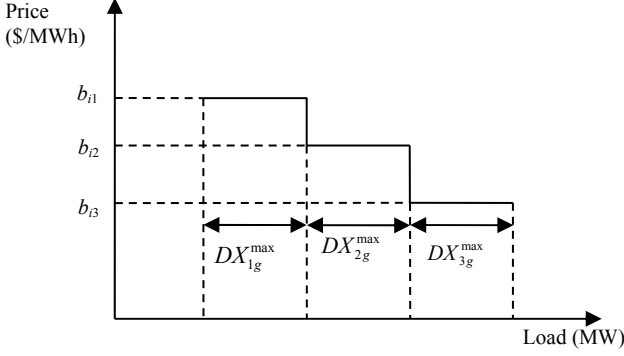 Price
($/MWh)
b_{i1}
b_{i2}
b_{i3}
DX_{1g}^{max}
DX_{2g}^{max}
DX_{3g}^{max}
Load (MW)